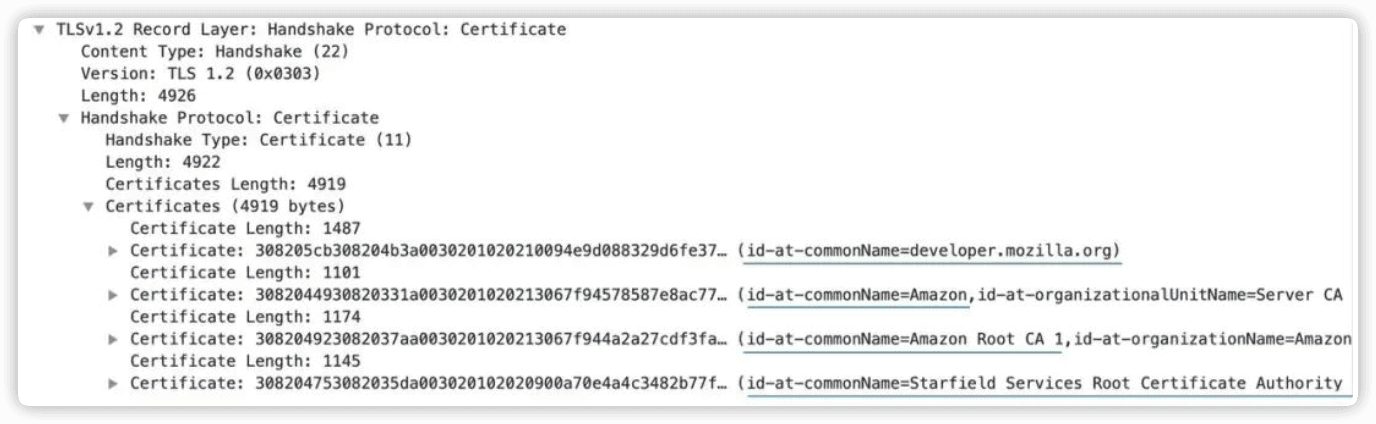 TLSv1.2 Record Layer: Handshake Protocol: Certificate
Content Type: Handshake (22)
Version: TLS 1.2 (0x0303)
Length: 4926
Handshake Protocol: Certificate
Handshake Type: Certificate (11)
Length: 4922
Certificates Length: 4919
Certificates (4919 bytes)
Certificate Length: 1487
Certificate: 308205cb308204b3a0030201020210094e9d088329d6fe37… (id-at-commonName=developer.mozilla.org)
Certificate Length: 1101
Certificate: 3082044930820331a0030201020213067f94578587e8ac77… (id-at-commonName=Amazon,id-at-organizationalUnitName=Server CA
Certificate Length: 1174
Certificate: 308204923082037aa0030201020213067f944a2a27cdf3fa… (id-at-commonName=Amazon Root CA 1,id-at-organizationName=Amazon
Certificate Length: 1145
Certificate: 308204753082035da003020102020900a70e4a4c3482b77f… (id-at-commonName=Starfield Services Root Certificate Authority